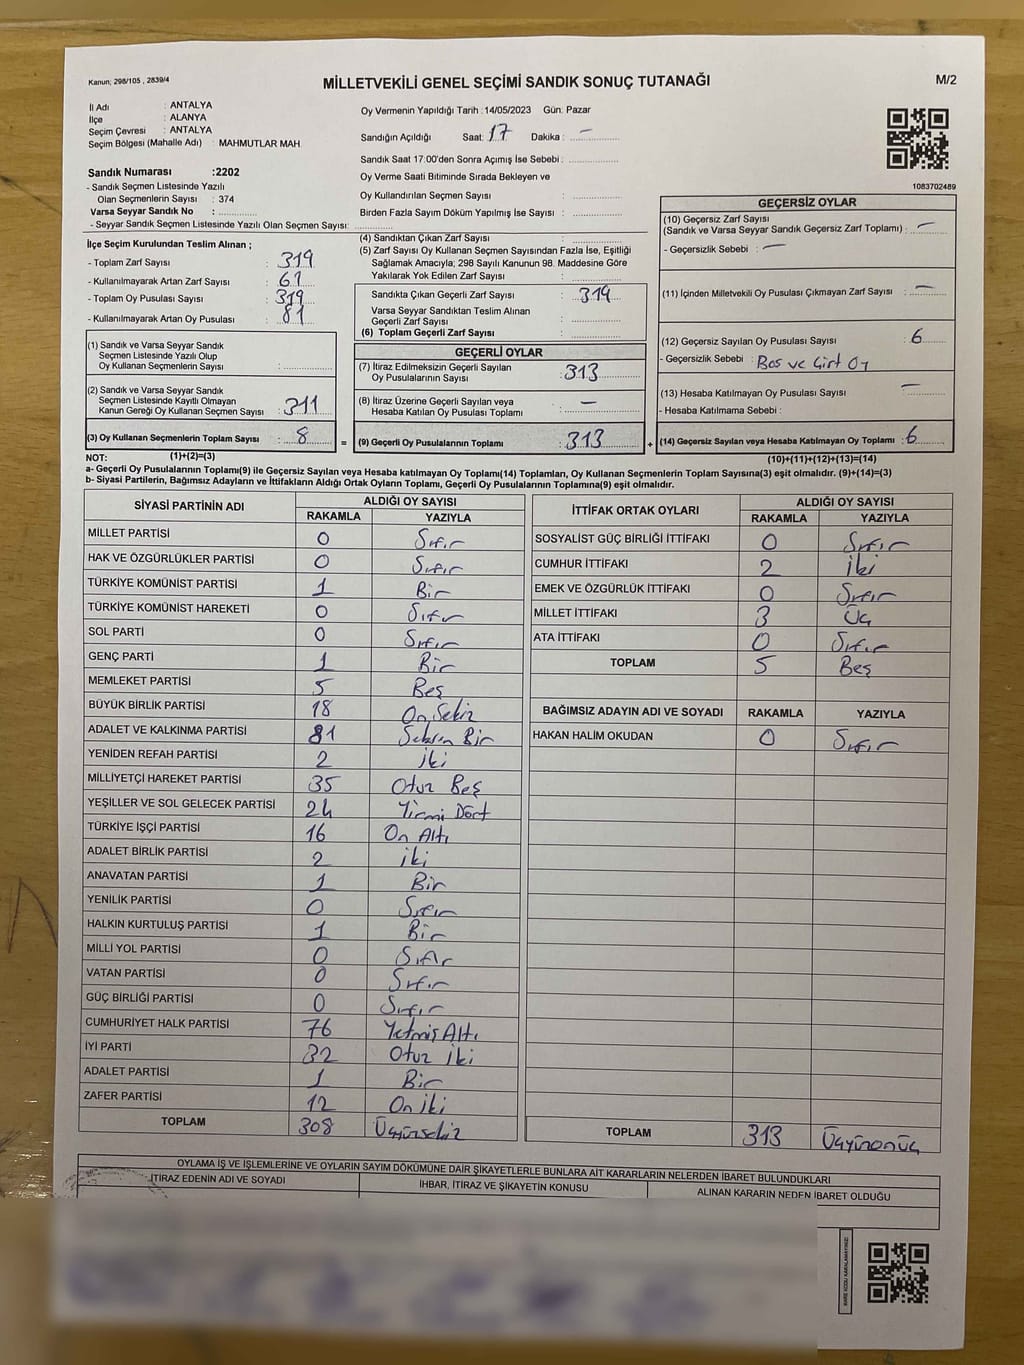 Kanun; 298/105 , 2839/4
MİLLETVEKİLİ GENEL SEÇİMİ SANDIK SONUÇ TUTANAĞI
M/2
İl Adı : ANTALYA
İlçe : ALANYA
Seçim Çevresi : ANTALYA
Seçim Bölgesi (Mahalle Adı) : MAHMUTLAR MAH
Oy Vermenin Yapıldığı Tarih : 14/05/2023 Gün: Pazar
Sandığın Açıldığı Saat: 17 Dakika : –
Sandık Saat 17:00'den Sonra Açımış İse Sebebi :
Oy Verme Saati Bitiminde Sırada Bekleyen ve
Oy Kullandırılan Seçmen Sayısı :
Birden Fazla Sayım Döküm Yapılmış İse Sayısı :
1083702489
Sandık Numarası :2202
- Sandık Seçmen Listesinde Yazılı
Olan Seçmenlerin Sayısı : 374
Varsa Seyyar Sandık No :
- Seyyar Sandık Seçmen Listesinde Yazılı Olan Seçmen Sayısı:
İlçe Seçim Kurulundan Teslim Alınan ;
- Toplam Zarf Sayısı : 319
- Kullanılmayarak Artan Zarf Sayısı : 61
- Toplam Oy Pusulası Sayısı : 319
- Kullanılmayarak Artan Oy Pusulası : 81
(1) Sandık ve Varsa Seyyar Sandık
Seçmen Listesinde Yazılı Olup
Oy Kullanan Seçmenlerin Sayısı :
(2) Sandık ve Varsa Seyyar Sandık
Seçmen Listesinde Kayıtlı Olmayan
Kanun Gereği Oy Kullanan Seçmen Sayısı : 311
(3) Oy Kullanan Seçmenlerin Toplam Sayısı : 8 =
(4) Sandıktan Çıkan Zarf Sayısı :
(5) Zarf Sayısı Oy Kullanan Seçmen Sayısından Fazla İse, Eşitliği
Sağlamak Amacıyla; 298 Sayılı Kanunun 98. Maddesine Göre
Yakılarak Yok Edilen Zarf Sayısı :
Sandıkta Çıkan Geçerli Zarf Sayısı : 319
Varsa Seyyar Sandıktan Teslim Alınan
Geçerli Zarf Sayısı :
(6) Toplam Geçerli Zarf Sayısı :
GEÇERLİ OYLAR
(7) İtiraz Edilmeksizin Geçerli Sayılan
Oy Pusulalarının Sayısı : 313
(8) İtiraz Üzerine Geçerli Sayılan veya
Hesaba Katılan Oy Pusulası Toplamı : –
(9) Geçerli Oy Pusulalarının Toplamı : 313 +
GEÇERSİZ OYLAR
(10) Geçersiz Zarf Sayısı
(Sandık ve Varsa Seyyar Sandık Geçersiz Zarf Toplamı) : –
- Geçersizlik Sebebi : –
(11) İçinden Milletvekili Oy Pusulası Çıkmayan Zarf Sayısı : –
(12) Geçersiz Sayılan Oy Pusulası Sayısı : 6
- Geçersizlik Sebebi : Bos ve Çift Oy
(13) Hesaba Katılmayan Oy Pusulası Sayısı : –
- Hesaba Katılmama Sebebi :
(14) Geçersiz Sayılan veya Hesaba Katılmayan Oy Toplamı : 6
NOT: (1)+(2)=(3)
(10)+(11)+(12)+(13)=(14)
a- Geçerli Oy Pusulalarının Toplamı(9) ile Geçersiz Sayılan veya Hesaba katılmayan Oy Toplamı(14) Toplamları, Oy Kullanan Seçmenlerin Toplam Sayısına(3) eşit olmalıdır. (9)+(14)=(3)
b- Siyasi Partilerin, Bağımsız Adayların ve İttifakların Aldığı Ortak Oyların Toplamı, Geçerli Oy Pusulalarının Toplamına(9) eşit olmalıdır.
SİYASİ PARTİNİN ADI ALDIĞI OY SAYISI
RAKAMLA YAZIYLA
MİLLET PARTİSİ 0 Sıfır
HAK VE ÖZGÜRLÜKLER PARTİSİ 0 Sıfır
TÜRKİYE KOMÜNİST PARTİSİ 1 Bir
TÜRKİYE KOMÜNİST HAREKETİ 0 Sıfır
SOL PARTİ 0 Sıfır
GENÇ PARTİ 1 Bir
MEMLEKET PARTİSİ 5 Beş
BÜYÜK BİRLİK PARTİSİ 18 On Sekiz
ADALET VE KALKINMA PARTİSİ 81 Seksen Bir
YENİDEN REFAH PARTİSİ 2 iki
MİLLİYETÇİ HAREKET PARTİSİ 35 Otuz Beş
YEŞİLLER VE SOL GELECEK PARTİSİ 24 Yirmi Dört
TÜRKİYE İŞÇİ PARTİSİ 16 On Altı
ADALET BİRLİK PARTİSİ 2 iki
ANAVATAN PARTİSİ 1 Bir
YENİLİK PARTİSİ 0 Sıfır
HALKIN KURTULUŞ PARTİSİ 1 Bir
MİLLİ YOL PARTİSİ 0 Sıfır
VATAN PARTİSİ 0 Sıfır
GÜÇ BİRLİĞİ PARTİSİ 0 Sıfır
CUMHURİYET HALK PARTİSİ 76 Yetmiş Altı
İYİ PARTİ 32 Otuz iki
ADALET PARTİSİ 1 Bir
ZAFER PARTİSİ 12 On iki
TOPLAM 308 Üçyüzsekiz
İTTİFAK ORTAK OYLARI ALDIĞI OY SAYISI
RAKAMLA YAZIYLA
SOSYALİST GÜÇ BİRLİĞİ İTTİFAKI 0 Sıfır
CUMHUR İTTİFAKI 2 iki
EMEK VE ÖZGÜRLÜK İTTİFAKI 0 Sıfır
MİLLET İTTİFAKI 3 Üç
ATA İTTİFAKI 0 Sıfır
TOPLAM 5 Beş
BAĞIMSIZ ADAYIN ADI VE SOYADI RAKAMLA YAZIYLA
HAKAN HALİM OKUDAN 0 Sıfır
TOPLAM 313 Üçyüzonüç
OYLAMA İŞ VE İŞLEMLERİNE VE OYLARIN SAYIM DÖKÜMÜNE DAİR ŞİKAYETLERLE BUNLARA AİT KARARLARIN NELERDEN İBARET BULUNDUKLARI
İTİRAZ EDENİN ADI VE SOYADI
İHBAR, İTİRAZ VE ŞİKAYETİN KONUSU
ALINAN KARARIN NEDEN İBARET OLDUĞU
KARE KODU KARALAMAYINIZ!